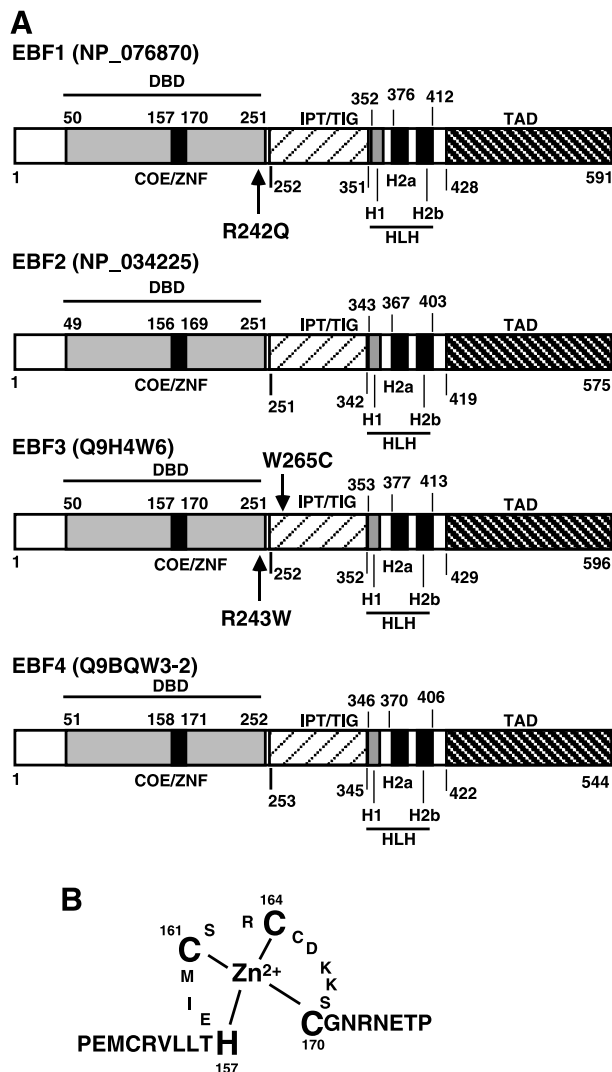 A
EBF1 (NP_076870)
DBD
50 157 170 251 IPT/TIG 352 376 412 TAD
1 COE/ZNF 252 351 H2a 428 591
H1 H2b
R242Q HLH
EBF2 (NP_034225)
DBD
49 156 169 251 IPT/TIG 343 367 403 TAD
1 COE/ZNF 251 342 H2a 419 575
H1 H2b
HLH
EBF3 (Q9H4W6)
W265C
DBD
50 157 170 251 IPT/TIG 353 377 413 TAD
1 COE/ZNF 252 352 H2a 429 596
H1 H2b
R243W HLH
EBF4 (Q9BQW3-2)
DBD
51 158 171 252 IPT/TIG 346 370 406 TAD
1 COE/ZNF 253 345 H2a 422 544
H1 H2b
HLH
B
164
161 S R C
C C D
M Zn2+ K
I K
E S
PEMCRVLLTH CGNRNETP
157 170